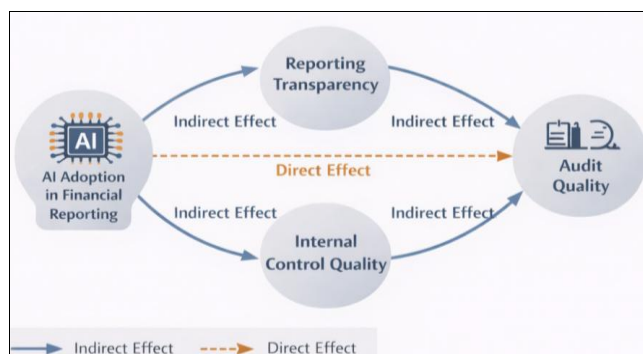 Reporting
Transparency
Indirect Effect
Indirect Effect
AI
AI Adoption
in Financial
Reporting
Direct Effect
Audit
Quality
Indirect Effect
Indirect Effect
Internal
Control Quality
Indirect Effect
Direct Effect